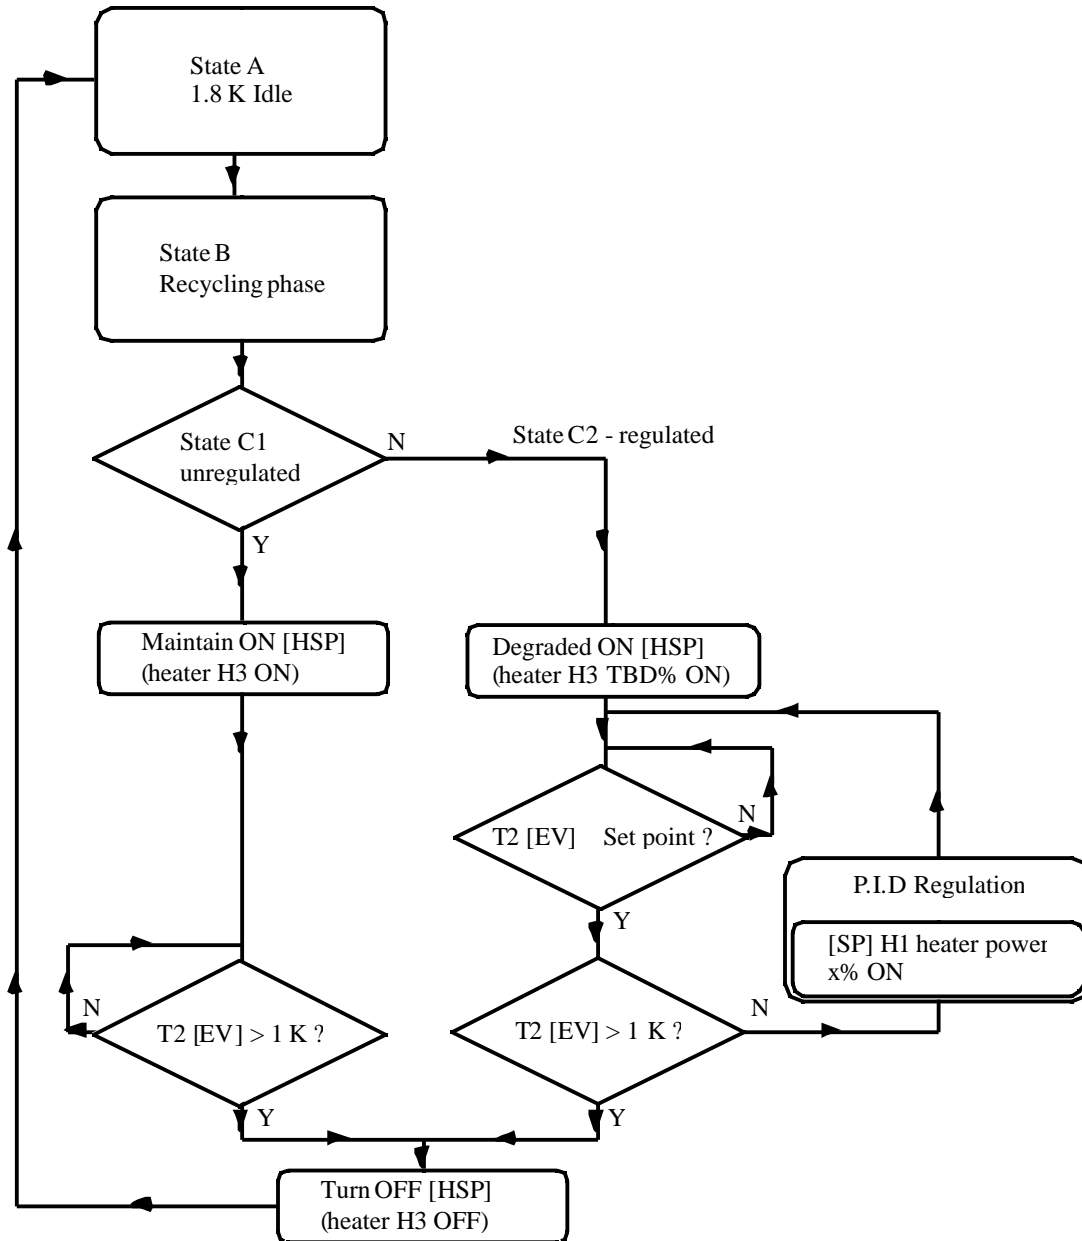 State A
1.8 K Idle
State B
Recycling phase
State C1
unregulated
N
State C2 - regulated
Y
Maintain ON [HSP]
(heater H3 ON)
Degraded ON [HSP]
(heater H3 TBD% ON)
T2 [EV] Set point ?
N
Y
P.I.D Regulation
[SP] H1 heater power
x% ON
N
T2 [EV] > 1 K ?
Y
T2 [EV] > 1 K ?
N
Y
Turn OFF [HSP]
(heater H3 OFF)